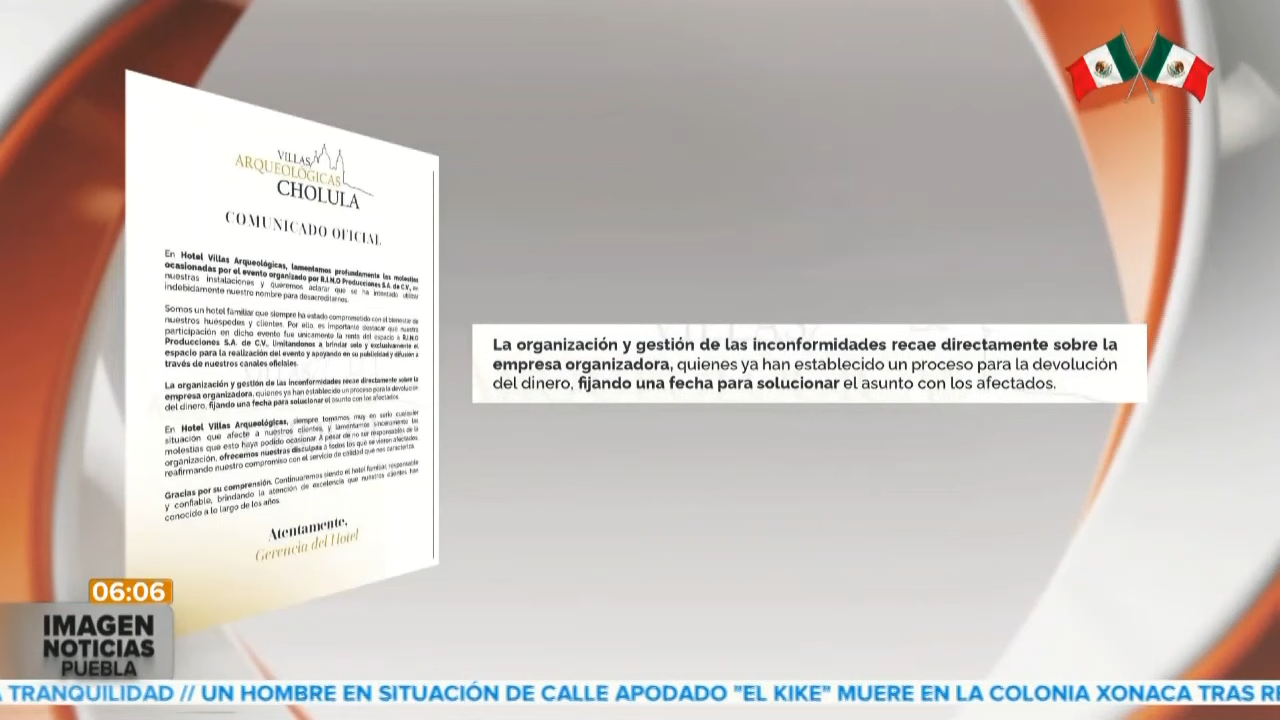 VILLAS
ARQUEOLÓGICAS
CHOLULA
COMUNICADO OFICIAL
En Hotel Villas Arqueológicas, lamentamos profundamente las molestias
ocasionadas por el evento organizado por R.I.N.O Producciones S.A. de C.V., en
nuestras instalaciones y queremos aclarar que se ha intentado utilizar
indebidamente nuestro nombre para desacreditarnos.
Somos un hotel familiar que siempre ha estado comprometido con el bienestar de
nuestros huéspedes y clientes. Por ello, es importante destacar que nuestra
participación en dicho evento fue únicamente la renta del espacio a R.I.N.O
Producciones S.A. de C.V., limitándonos a brindar solo y exclusivamente el
espacio para la realización del evento y apoyando en su publicidad y difusión a
través de nuestros canales oficiales.
La organización y gestión de las inconformidades recae directamente sobre la
empresa organizadora, quienes ya han establecido un proceso para la devolución
del dinero, fijando una fecha para solucionar el asunto con los afectados.
En Hotel Villas Arqueológicas, siempre tomamos muy en serio cualquier
situación que afecte a nuestros clientes, y lamentamos sinceramente las
molestias que esto haya podido ocasionar. A pesar de no ser responsables de la
organización, ofrecemos nuestras disculpas a todos los que se vieron afectados,
reafirmando nuestro compromiso con el servicio de calidad que nos caracteriza.
Gracias por su comprensión. Continuaremos siendo el hotel familiar, responsable
y confiable, brindando la atención de excelencia que nuestros clientes han
conocido a lo largo de los años.
Atentamente,
Gerencia del Hotel
La organización y gestión de las inconformidades recae directamente sobre la
empresa organizadora, quienes ya han establecido un proceso para la devolución
del dinero, fijando una fecha para solucionar el asunto con los afectados.
06:06
IMAGEN
NOTICIAS
PUEBLA
A TRANQUILIDAD // UN HOMBRE EN SITUACIÓN DE CALLE APODADO "EL KIKE" MUERE EN LA COLONIA XONACA TRAS RE